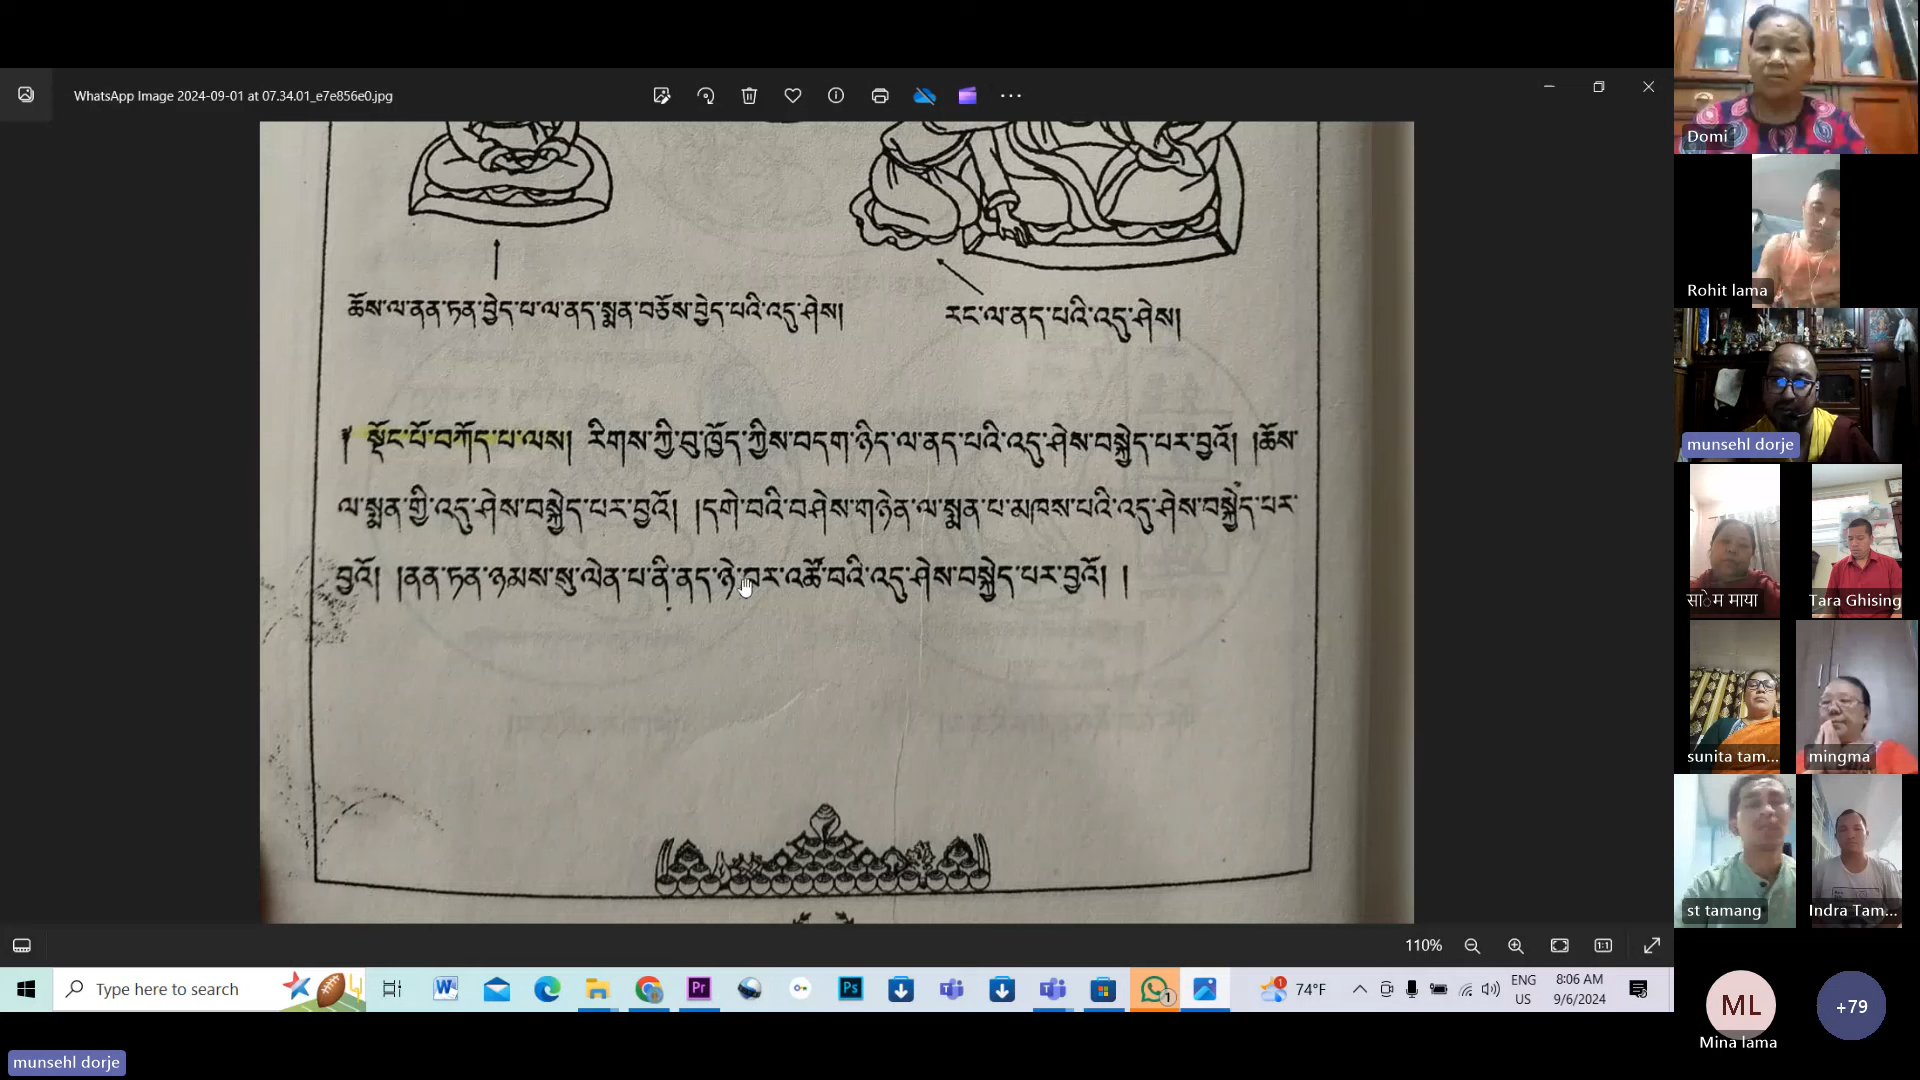 WhatsApp Image 2024-09-01 at 07.34.01_e7e856e0.jpg
ཆོས་ལ་ནན་ཏན་བྱེད་པ་ལ་ནད་སྨན་བཅོས་བྱེད་པའི་འདུ་ཤེས།
རང་ལ་ནད་པའི་འདུ་ཤེས།
༈ སྡོང་པོ་བཀོད་པ་ལས། རིགས་ཀྱི་བུ་ཁྱོད་ཀྱིས་བདག་ཉིད་ལ་ནད་པའི་འདུ་ཤེས་བསྐྱེད་པར་བྱའོ། །ཆོས་
ལ་སྨན་གྱི་འདུ་ཤེས་བསྐྱེད་པར་བྱའོ། །དགེ་བའི་བཤེས་གཉེན་ལ་སྨན་པ་མཁས་པའི་འདུ་ཤེས་བསྐྱེད་པར་
བྱའོ། །ནན་ཏན་ཉམས་སུ་ལེན་པ་ནི་ནད་ཉེ་བར་འཚོ་བའི་འདུ་ཤེས་བསྐྱེད་པར་བྱའོ། །
110%
Type here to search
74°F
ENG
US
8:06 AM
9/6/2024
Domi
Rohit lama
munsehl dorje
Tara Ghising
sunita tam...
mingma
st tamang
Indra Tam...
ML
Mina lama
+79
munsehl dorje